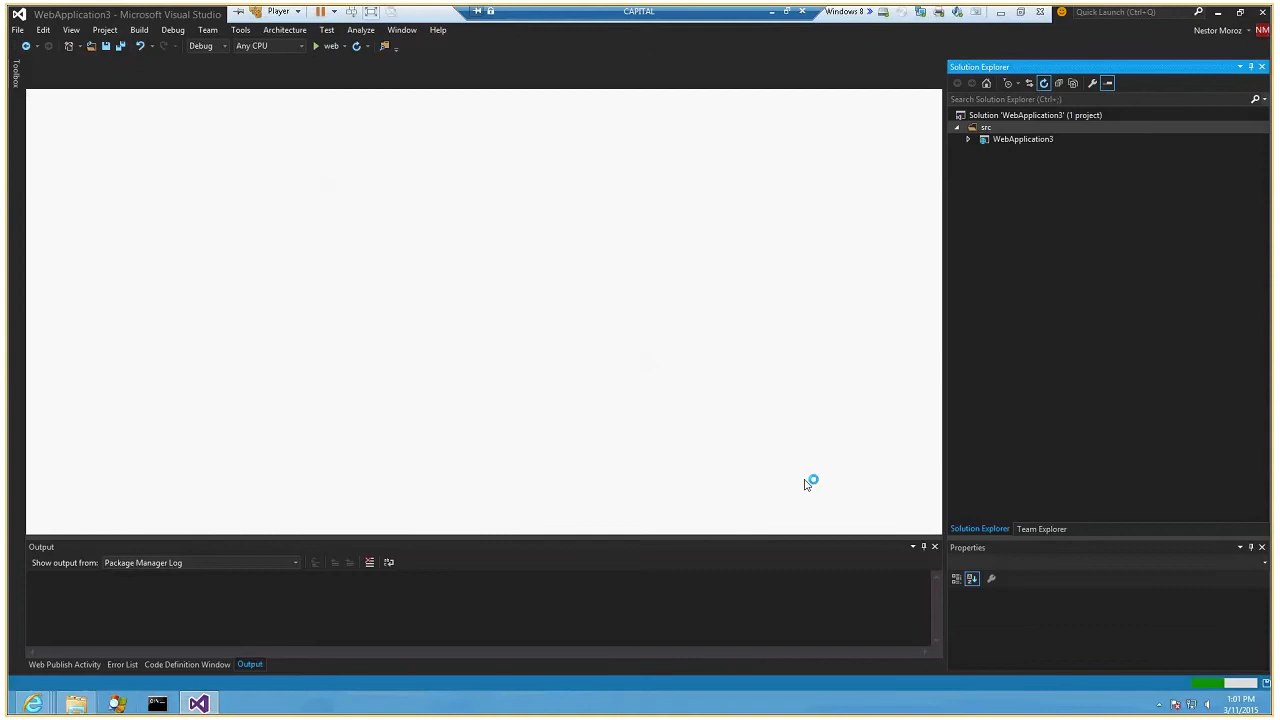 WebApplication3 - Microsoft Visual Studio
Player
CAPITAL
Windows 8
Quick Launch (Ctrl+Q)
File Edit View Project Build Debug Team Tools Architecture Test Analyze Window Help
Nestor Moroz NM
Debug Any CPU web
Toolbox
Solution Explorer
Search Solution Explorer (Ctrl+;)
Solution 'WebApplication3' (1 project)
src
WebApplication3
Solution Explorer Team Explorer
Output
Properties
Show output from: Package Manager Log
Web Publish Activity Error List Code Definition Window Output
1:01 PM
3/11/2015